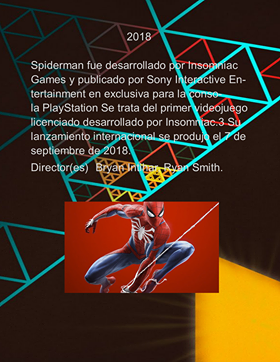 2018
Spiderman fue desarrollado por Insomniac
Games y publicado por Sony Interactive En-
tertainment en exclusiva para la conso-
la PlayStation Se trata del primer videojuego
licenciado desarrollado por Insomniac.3 Su
lanzamiento internacional se produjo el 7 de
septiembre de 2018.
Director(es) Bryan Intihar, Ryan Smith.